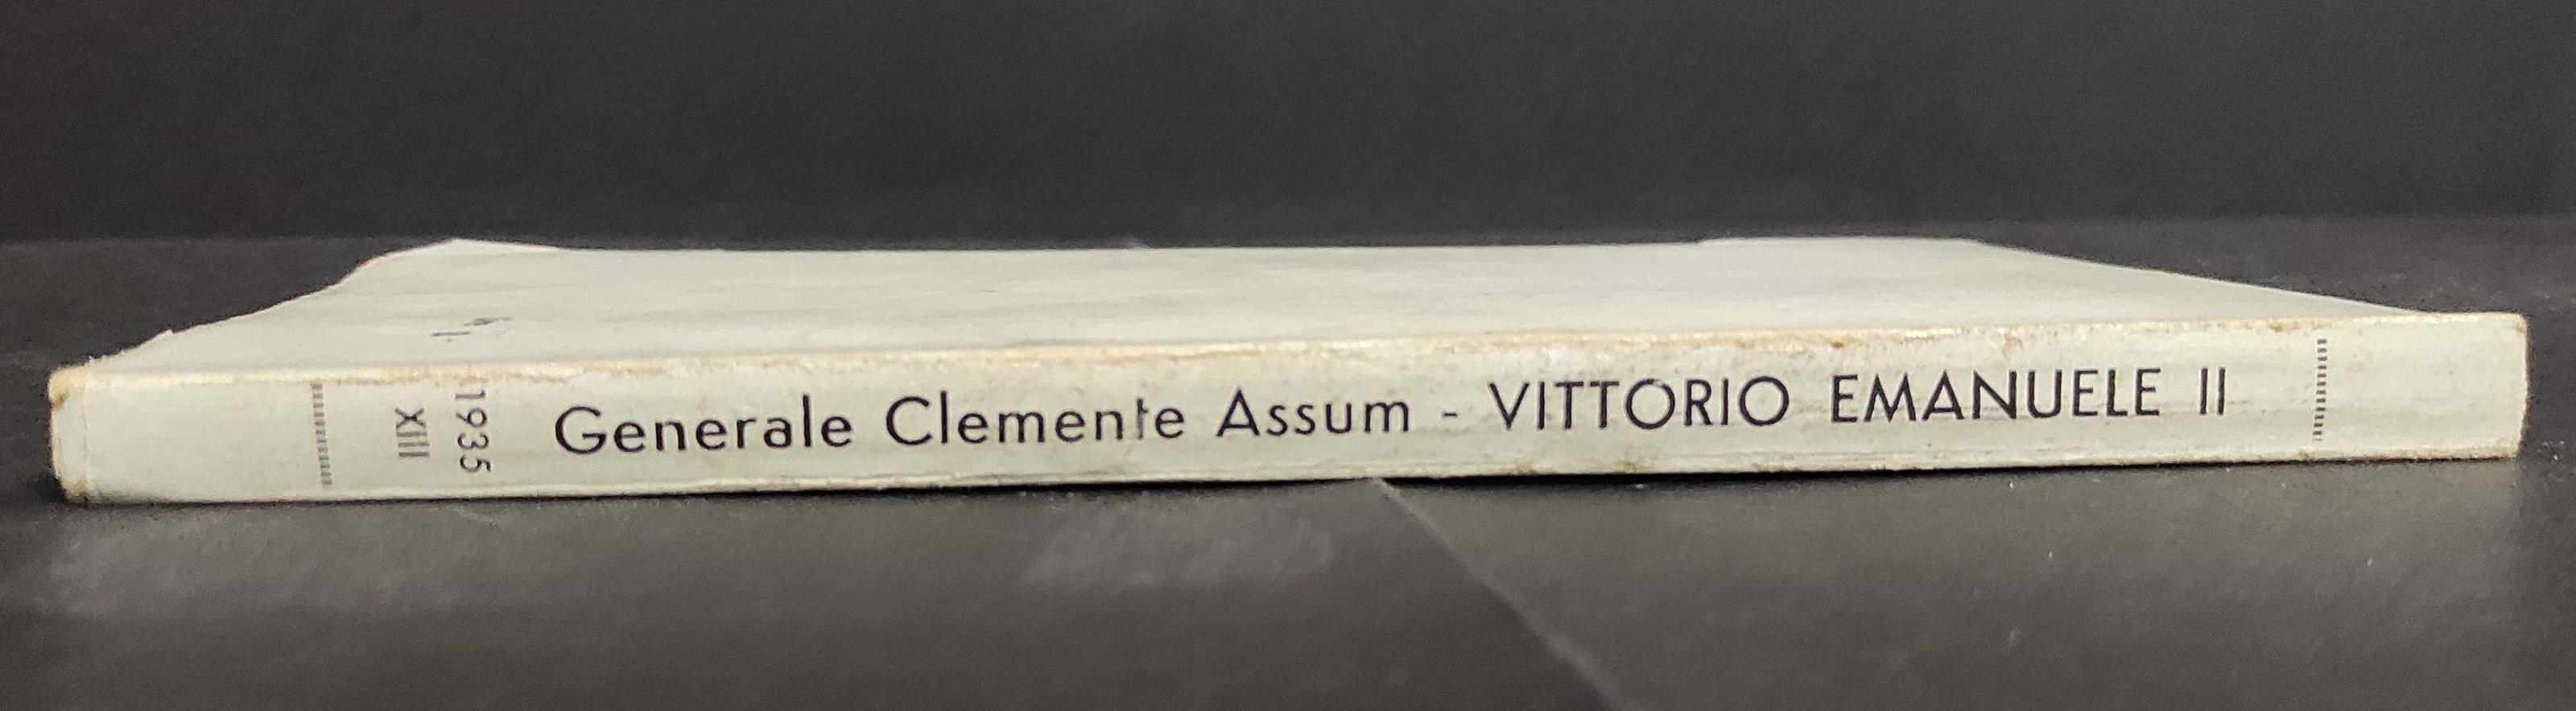 Generale Clemente Assum - VITTORIO EMANUELE II
1935
XIII